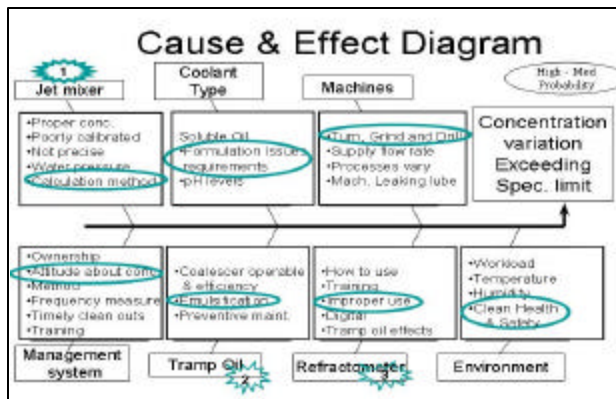 Cause & Effect Diagram
1
Jet mixer
Coolant
Type
Machines
High - Med
Probability
•Proper conc.
•Poorly calibrated
•Not precise
•Water pressure
•Calculation method
Soluble Oil
•Formulation issues
requirements
•pH levels
•Turn, Grind and Drill
•Supply flow rate
•Processes vary
•Mach. Leaking lube
Concentration
variation
Exceeding
Spec. limit
•Ownership
•Attitude about conc
•Method
•Frequency measure
•Timely clean outs
•Training
•Coalescer operable
& efficiency
•Emulsification
•Preventive maint.
•How to use
•Training
•Improper use
•Digital
•Tramp oil effects
•Workload
•Temperature
•Humidity
•Clean Health
& Safety
Management
system
Tramp Oil
2
Refractometer
3
Environment